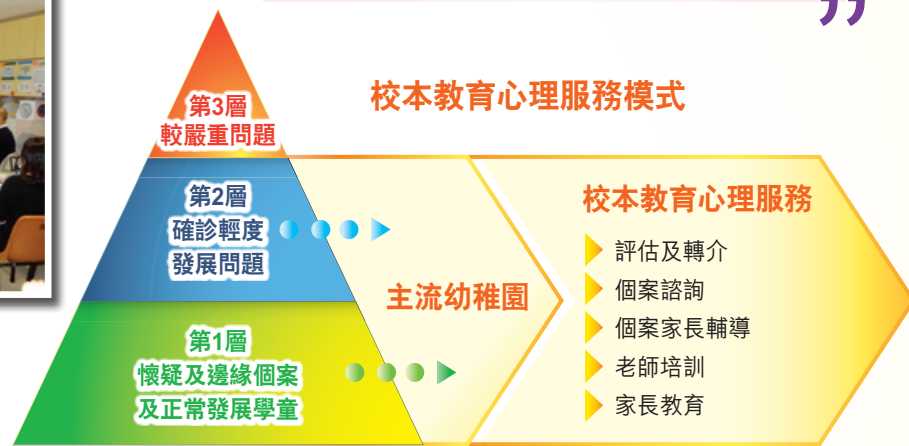 ”
校本教育心理服務模式
第3層
較嚴重問題
第2層
確診輕度
發展問題
第1層
懷疑及邊緣個案
及正常發展學童
主流幼稚園
校本教育心理服務
評估及轉介
個案諮詢
個案家長輔導
老師培訓
家長教育